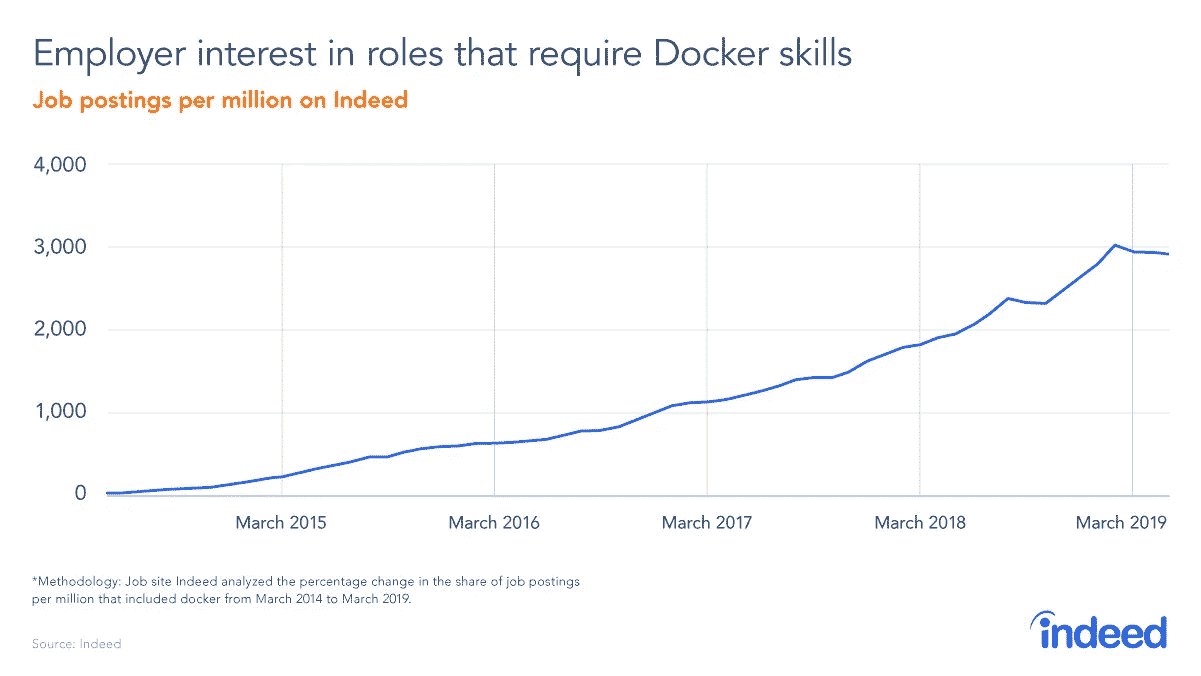 Employer interest in roles that require Docker skills
Job postings per million on Indeed
4,000
3,000
2,000
1,000
0
March 2015
March 2016
March 2017
March 2018
March 2019
*Methodology: Job site Indeed analyzed the percentage change in the share of job postings
per million that included docker from March 2014 to March 2019.
Source: Indeed
indeed